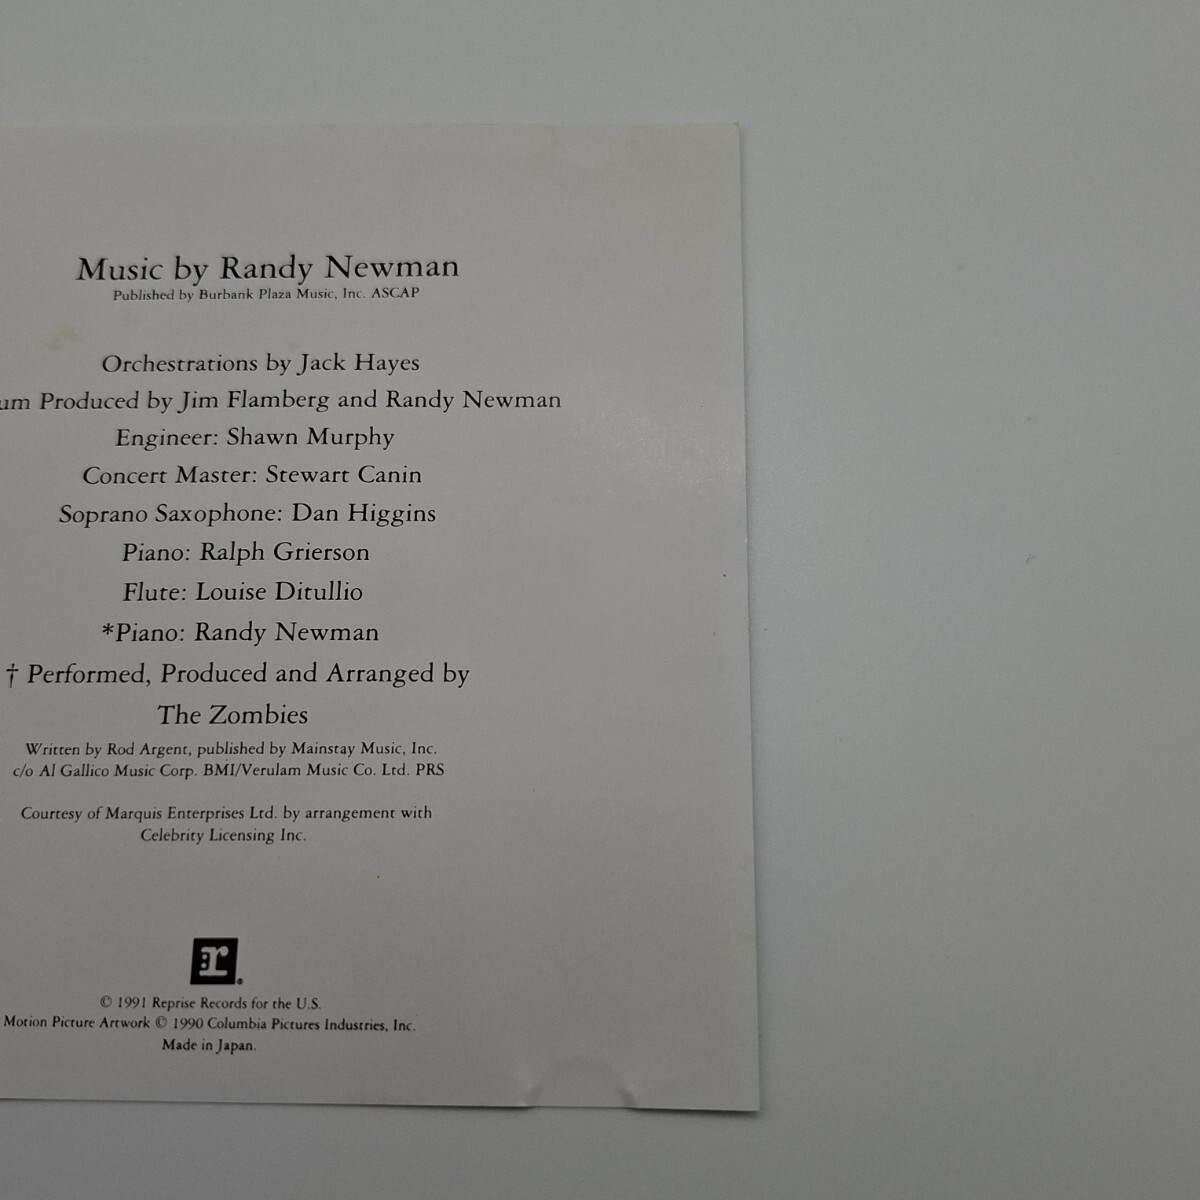 Music by Randy Newman
Published by Burbank Plaza Music, Inc. ASCAP
Orchestrations by Jack Hayes
um Produced by Jim Flamberg and Randy Newman
Engineer: Shawn Murphy
Concert Master: Stewart Canin
Soprano Saxophone: Dan Higgins
Piano: Ralph Grierson
Flute: Louise Ditullio
*Piano: Randy Newman
† Performed, Produced and Arranged by
The Zombies
Written by Rod Argent, published by Mainstay Music, Inc.
c/o Al Gallico Music Corp. BMI/Verulam Music Co. Ltd. PRS
Courtesy of Marquis Enterprises Ltd. by arrangement with
Celebrity Licensing Inc.
:r®
© 1991 Reprise Records for the U.S.
Motion Picture Artwork © 1990 Columbia Pictures Industries, Inc.
Made in Japan.